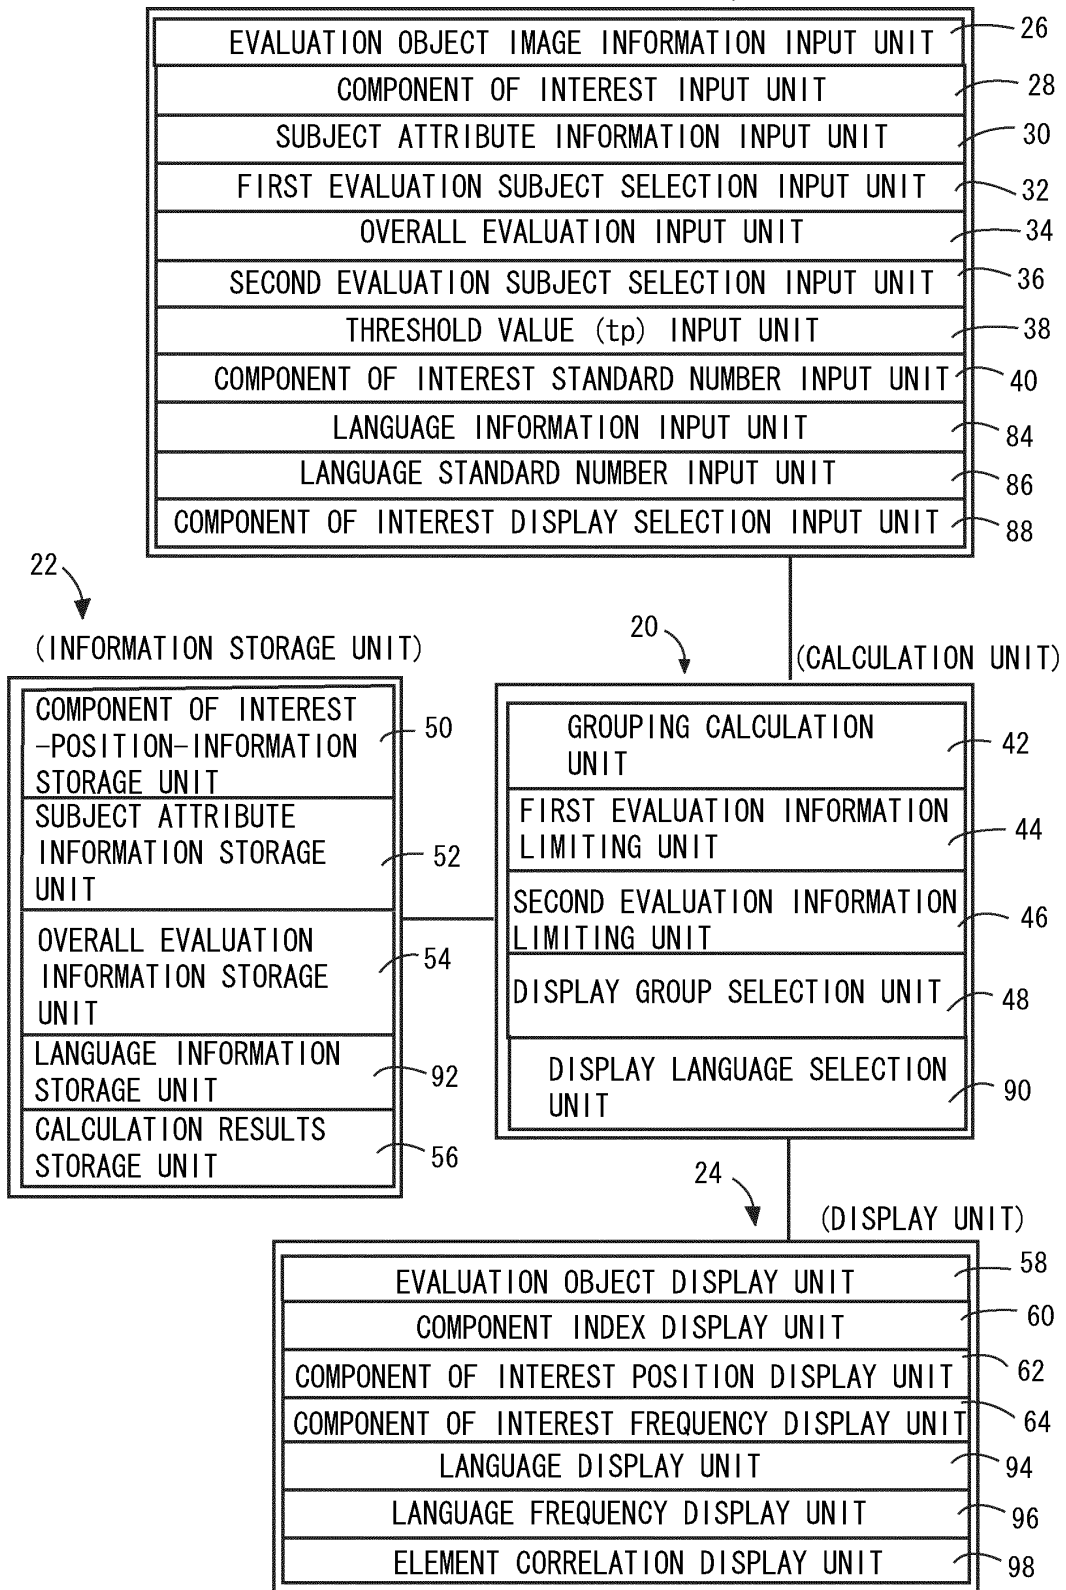 EVALUATION OBJECT IMAGE INFORMATION INPUT UNIT 26
COMPONENT OF INTEREST INPUT UNIT 28
SUBJECT ATTRIBUTE INFORMATION INPUT UNIT 30
FIRST EVALUATION SUBJECT SELECTION INPUT UNIT 32
OVERALL EVALUATION INPUT UNIT 34
SECOND EVALUATION SUBJECT SELECTION INPUT UNIT 36
THRESHOLD VALUE (tp) INPUT UNIT 38
COMPONENT OF INTEREST STANDARD NUMBER INPUT UNIT 40
LANGUAGE INFORMATION INPUT UNIT 84
LANGUAGE STANDARD NUMBER INPUT UNIT 86
COMPONENT OF INTEREST DISPLAY SELECTION INPUT UNIT 88
22
(INFORMATION STORAGE UNIT)
COMPONENT OF INTEREST
-POSITION-INFORMATION
STORAGE UNIT
50
SUBJECT ATTRIBUTE
INFORMATION STORAGE
UNIT
52
OVERALL EVALUATION
INFORMATION STORAGE
UNIT
54
LANGUAGE INFORMATION
STORAGE UNIT
92
CALCULATION RESULTS
STORAGE UNIT
56
20
(CALCULATION UNIT)
GROUPING CALCULATION
UNIT
42
FIRST EVALUATION INFORMATION
LIMITING UNIT
44
SECOND EVALUATION INFORMATION
LIMITING UNIT
46
DISPLAY GROUP SELECTION UNIT
48
DISPLAY LANGUAGE SELECTION
UNIT
90
24
(DISPLAY UNIT)
EVALUATION OBJECT DISPLAY UNIT 58
COMPONENT INDEX DISPLAY UNIT 60
COMPONENT OF INTEREST POSITION DISPLAY UNIT 62
COMPONENT OF INTEREST FREQUENCY DISPLAY UNIT 64
LANGUAGE DISPLAY UNIT 94
LANGUAGE FREQUENCY DISPLAY UNIT 96
ELEMENT CORRELATION DISPLAY UNIT 98